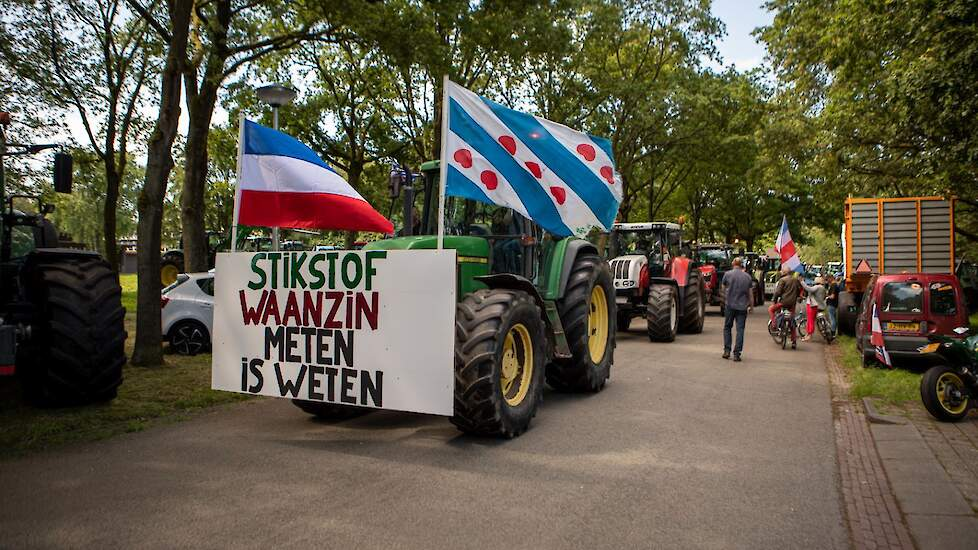 STIKSTOF
WAANZIN
METEN
IS WETEN